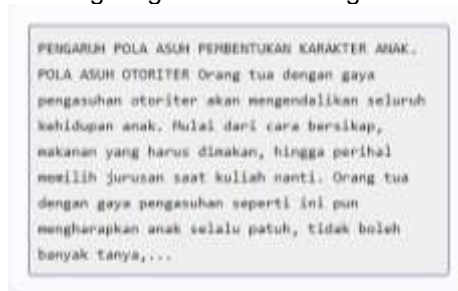 PENGARUH POLA ASUH PEMBENTUKAN KARAKTER ANAK.
POLA ASUH OTORITER Orang tua dengan gaya
pengasuhan otoriter akan mengendalikan seluruh
kehidupan anak. Mulai dari cara bersikap,
makanan yang harus dimakan, hingga perihal
memilih jurusan saat kuliah nanti. Orang tua
dengan gaya pengasuhan seperti ini pun
mengharapkan anak selalu patuh, tidak boleh
banyak tanya,...